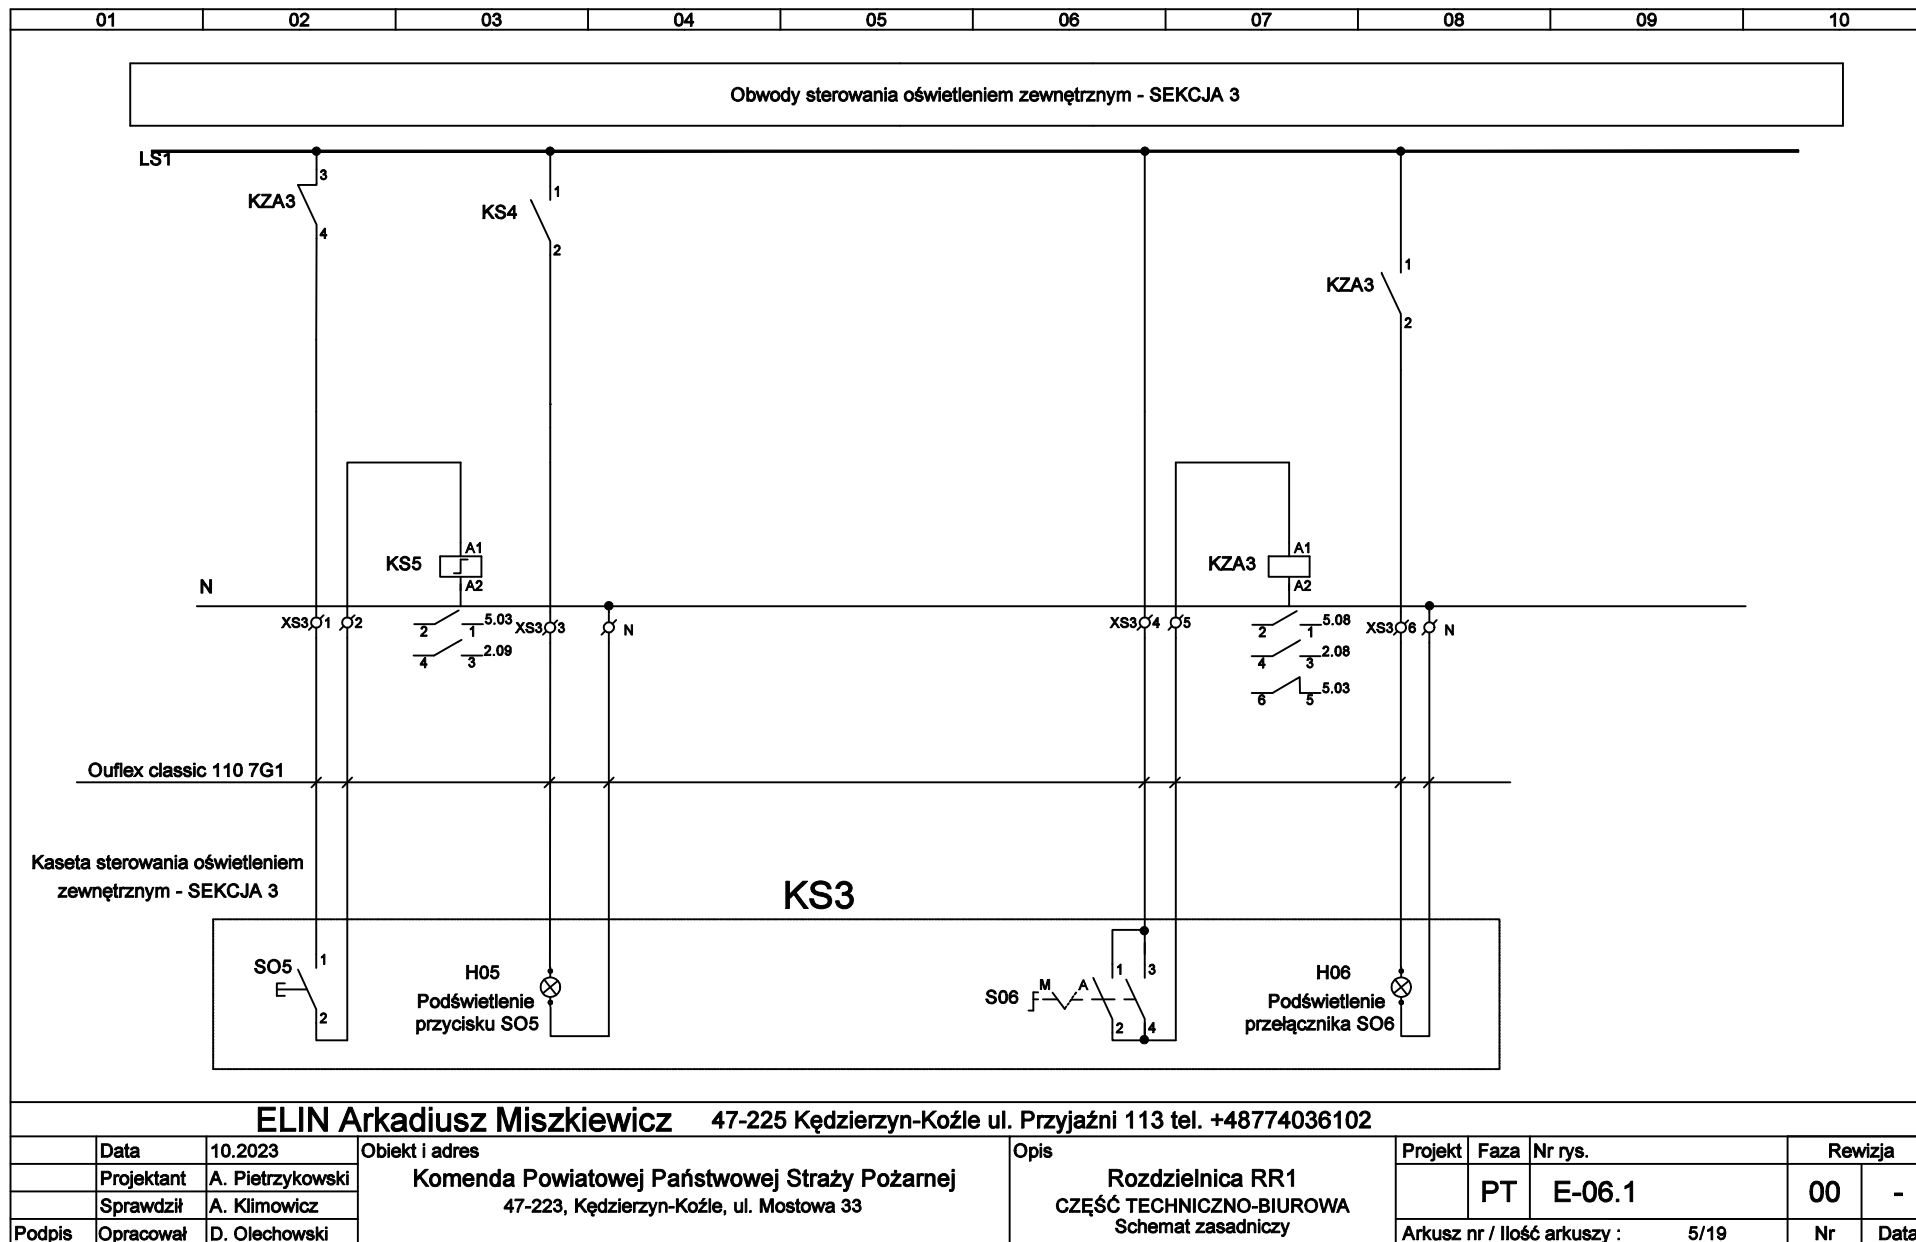 01 02 03 04 05 06 07 08 09 10
Obwody sterowania oświetleniem zewnętrznym - SEKCJA 3
LS1
3
KZA3
4
1
KS4
2
1
KZA3
2
A1
KS5
A2
A1
KZA3
A2
N
XS3 1 2
2 1 5.03
4 3 2.09
XS3 3 N
XS3 4 5
2 1 5.08
4 3 2.08
6 5 5.03
XS3 6 N
Ouflex classic 110 7G1
Kaseta sterowania oświetleniem
zewnętrznym - SEKCJA 3
KS3
SO5
1
2
H05
Podświetlenie
przycisku SO5
S06
M A
1 3
2 4
H06
Podświetlenie
przełącznika SO6
ELIN Arkadiusz Miszkiewicz 47-225 Kędzierzyn-Koźle ul. Przyjaźni 113 tel. +48774036102
Data 10.2023
Projektant A. Pietrzykowski
Sprawdził A. Klimowicz
Podpis Opracował D. Olechowski
Obiekt i adres
Komenda Powiatowej Państwowej Straży Pożarnej
47-223, Kędzierzyn-Koźle, ul. Mostowa 33
Opis
Rozdzielnica RR1
CZĘŚĆ TECHNICZNO-BIUROWA
Schemat zasadniczy
Projekt Faza Nr rys. Rewizja
PT E-06.1 00 -
Arkusz nr / Ilość arkuszy : 5/19 Nr Data